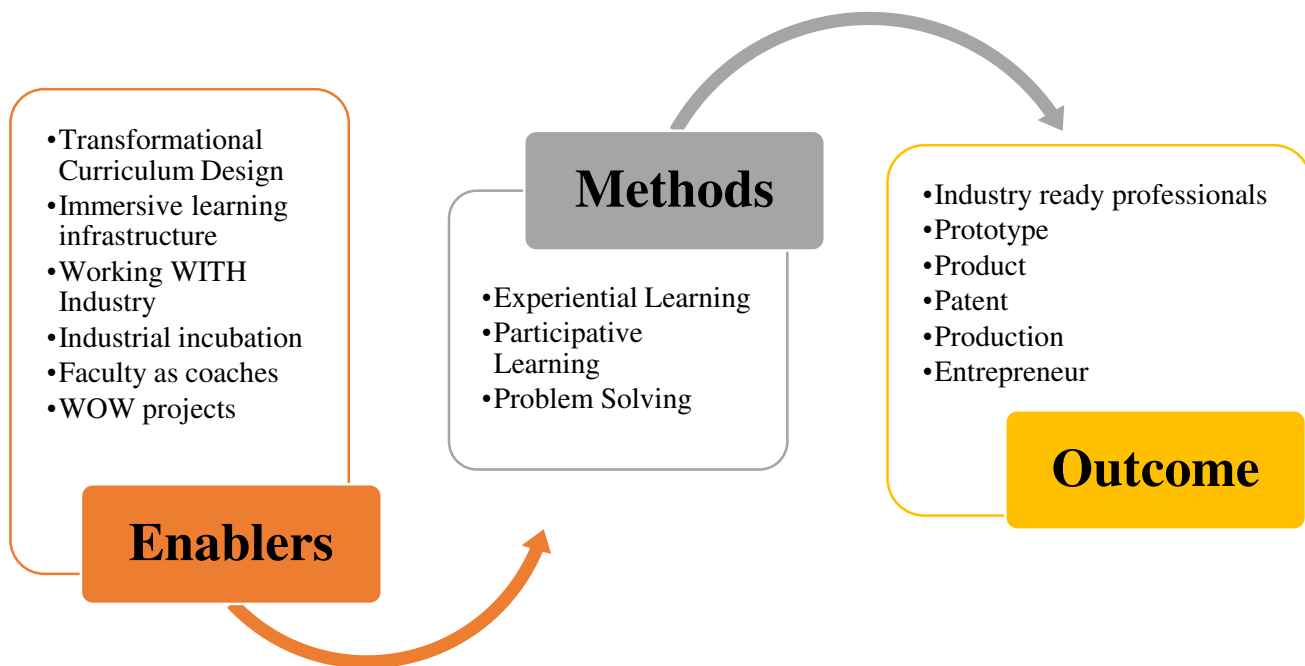 •Transformational
Curriculum Design
•Immersive learning
infrastructure
•Working WITH
Industry
•Industrial incubation
•Faculty as coaches
•WOW projects
Enablers
Methods
•Experiential Learning
•Participative
Learning
•Problem Solving
•Industry ready professionals
•Prototype
•Product
•Patent
•Production
•Entrepreneur
Outcome